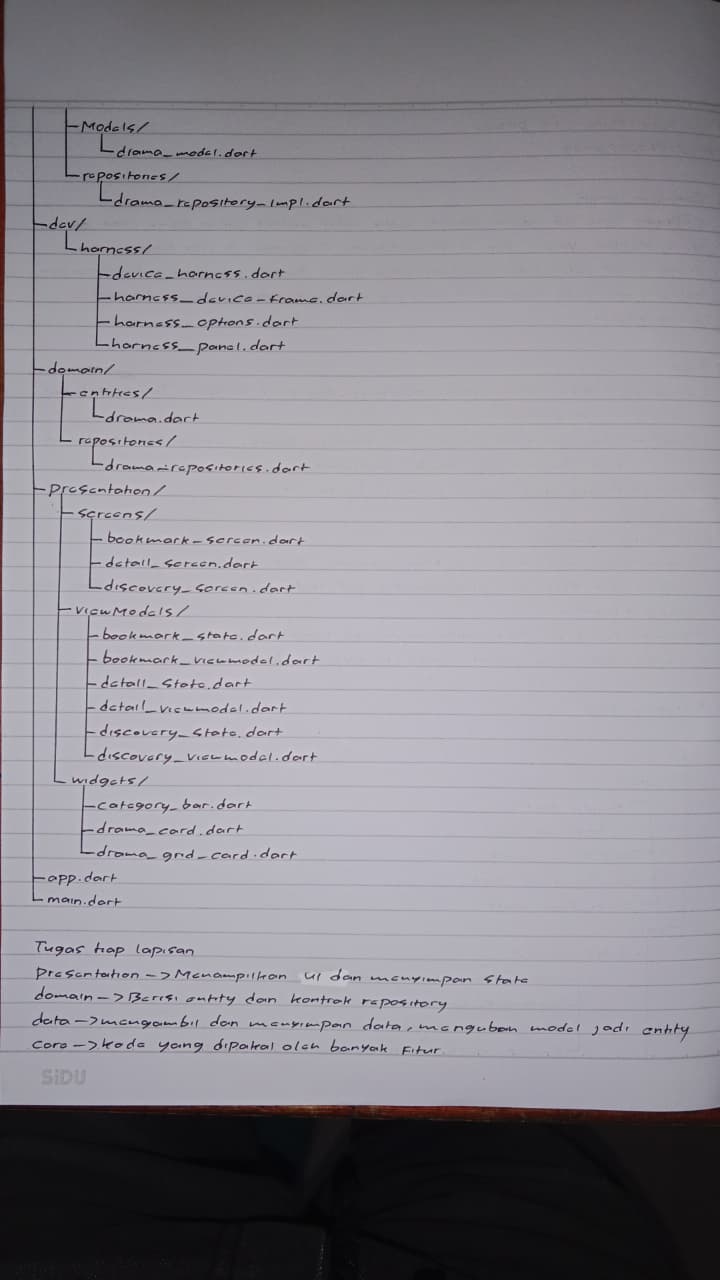 ├─Models/
└─drama_model.dart
└─repositories/
└─drama_repository_impl.dart
├─dev/
└─harness/
├─device_harness.dart
├─harness_device_frame.dart
├─harness_options.dart
└─harness_panel.dart
├─domain/
├─entities/
└─drama.dart
└─repositories/
└─drama_repositories.dart
├─Presentation/
├─screens/
├─bookmark_screen.dart
├─detail_screen.dart
└─discovery_screen.dart
├─viewModels/
├─bookmark_state.dart
├─bookmark_viewmodel.dart
├─detail_state.dart
├─detail_viewmodel.dart
├─discovery_state.dart
└─discovery_viewmodel.dart
└─widgets/
├─category_bar.dart
├─drama_card.dart
└─drama_grid_card.dart
├─app.dart
└─main.dart
Tugas tiap lapisan
Presentation —> Menampilkan UI dan menyimpan state
domain —> Berisi entity dan kontrak repository
data —> mengambil dan menyimpan data, mengubah model jadi entity
core —> kode yang dipakai oleh banyak fitur
SiDU